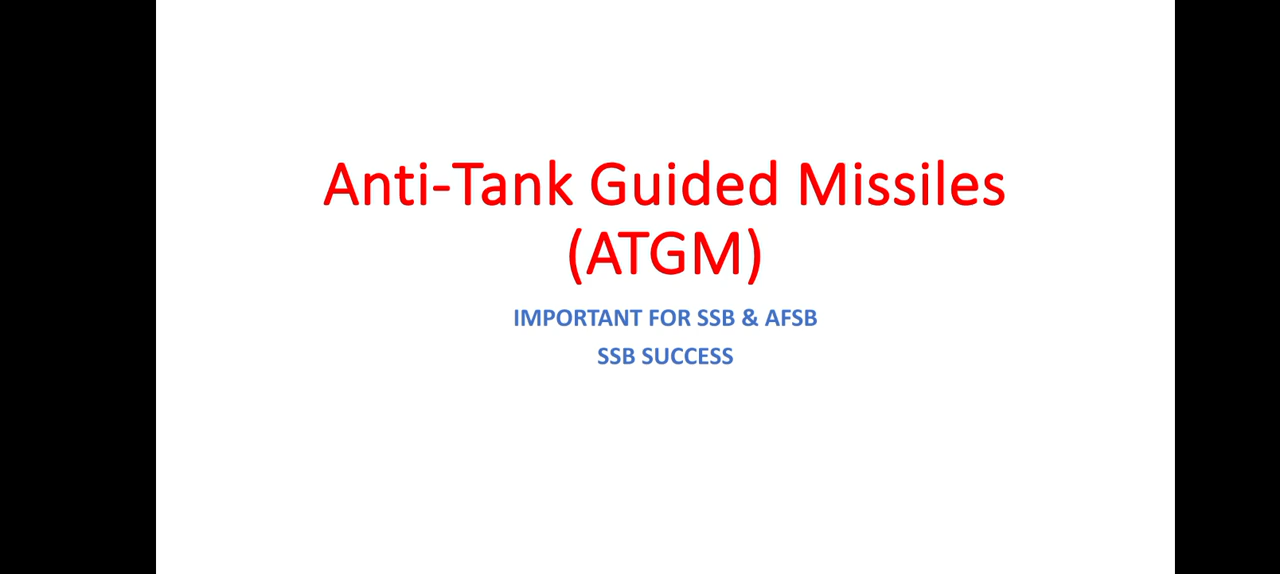 Anti-Tank Guided Missiles
(ATGM)
IMPORTANT FOR SSB & AFSB
SSB SUCCESS